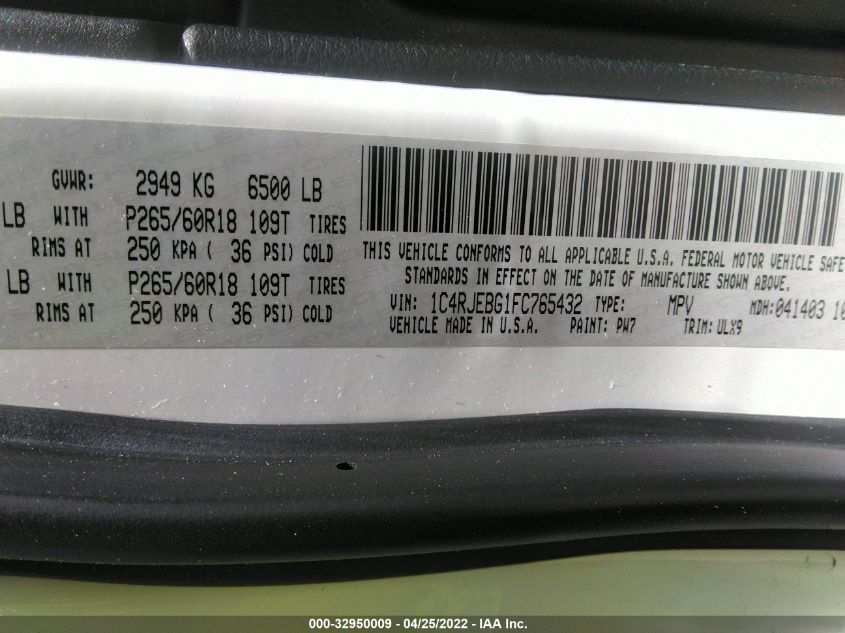 GVWR: 2949 KG 6500 LB
LB WITH P265/60R18 109T TIRES
RIMS AT 250 KPA ( 36 PSI) COLD
LB WITH P265/60R18 109T TIRES
RIMS AT 250 KPA ( 36 PSI) COLD
THIS VEHICLE CONFORMS TO ALL APPLICABLE U.S.A. FEDERAL MOTOR VEHICLE SAFE
STANDARDS IN EFFECT ON THE DATE OF MANUFACTURE SHOWN ABOVE.
VIN: 1C4RJEBG1FC765432 TYPE: MPV MDH:041403 10
VEHICLE MADE IN U.S.A. PAINT: PW7 TRIM: ULX9
000-32950009 - 04/25/2022 - IAA Inc.